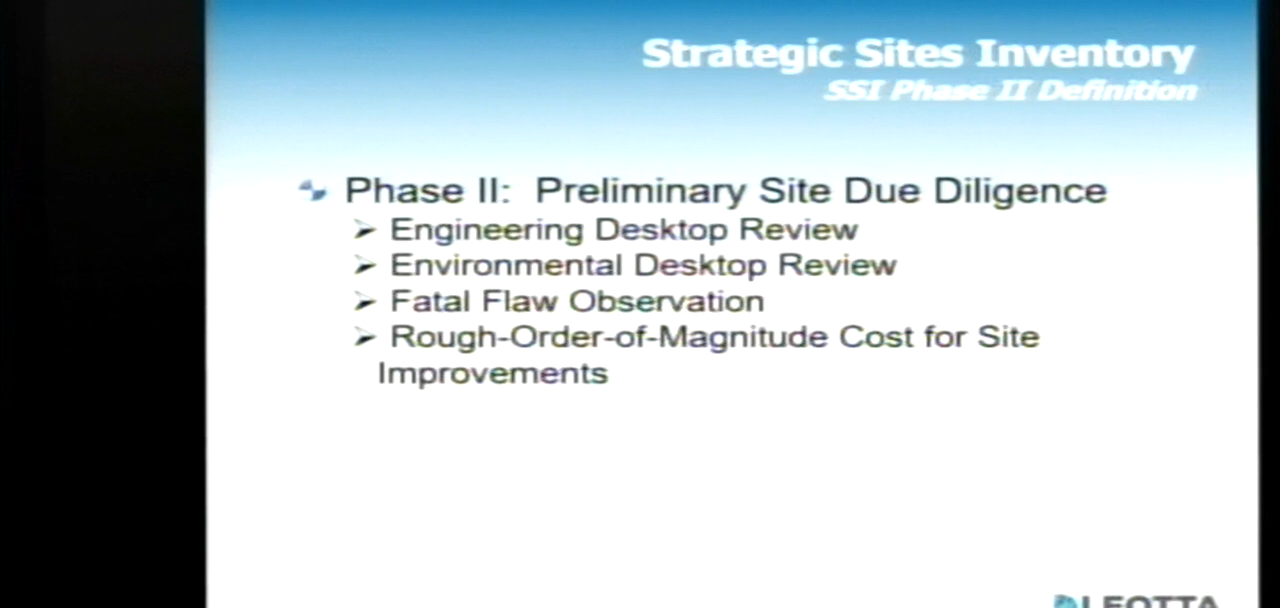 Strategic Sites Inventory
SSI Phase II Definition
Phase II: Preliminary Site Due Diligence
Engineering Desktop Review
Environmental Desktop Review
Fatal Flaw Observation
Rough-Order-of-Magnitude Cost for Site
Improvements
LEOTTA